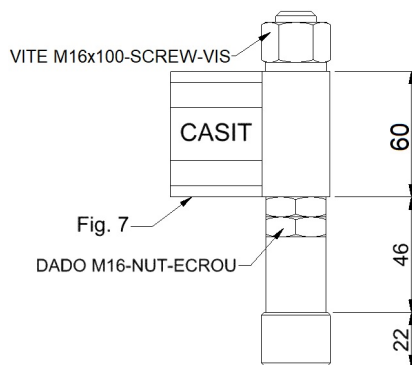 VITE M16x100-SCREW-VIS
CASIT
60
Fig. 7
DADO M16-NUT-ECROU
46
22